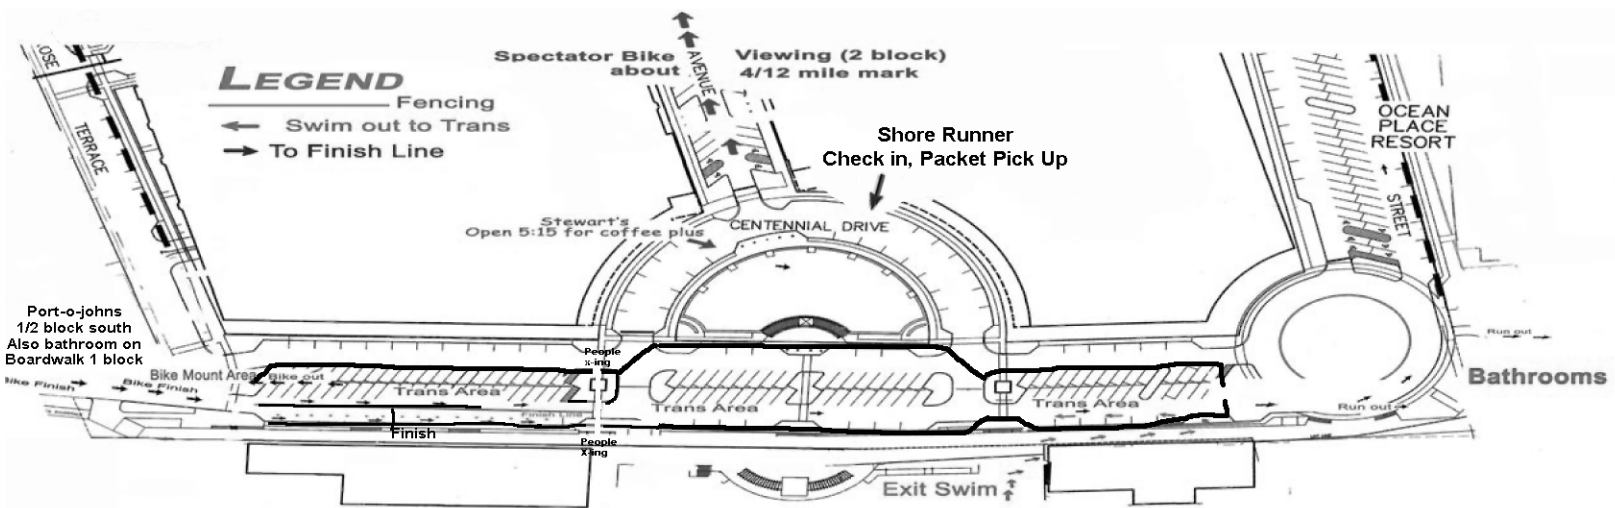 Spectator Bike Viewing (2 block)
about 4/12 mile mark
AVENUE
LEGEND
Fencing
Swim out to Trans
To Finish Line
LOSE
TERRACE
Shore Runner
Check in, Packet Pick Up
OCEAN
PLACE
RESORT
STREET
Stewart's
Open 5:15 for coffee plus
CENTENNIAL DRIVE
Port-o-johns
1/2 block south
Also bathroom on
Boardwalk 1 block
Run out
People
x-ing
Bike Mount Area
Bike out
Bike Finish
Bike Finish
Trans Area
Trans Area
Trans Area
Bathrooms
Run out
Finish Line
Finish
People
X-ing
Exit Swim